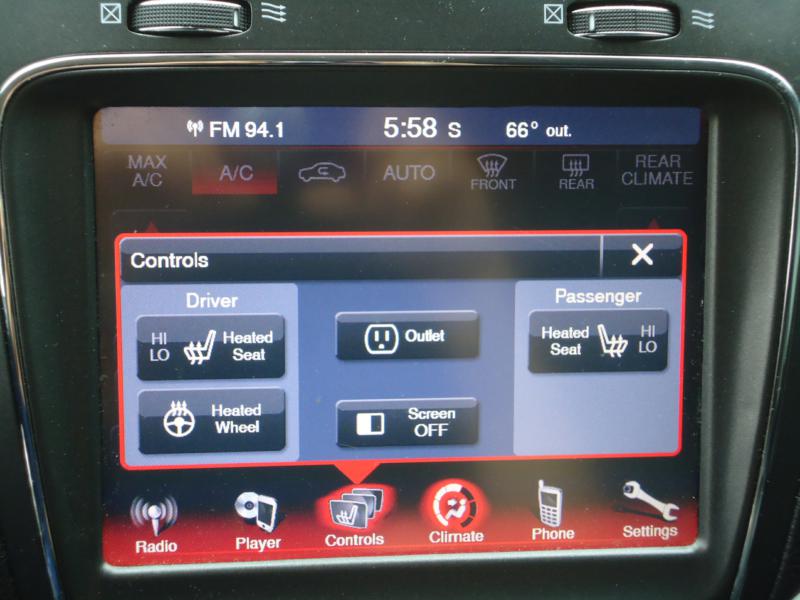 FM 94.1 5:58 S 66° out.
MAX A/C
A/C
AUTO
FRONT
REAR
REAR CLIMATE
Controls X
Driver
Passenger
HI LO Heated Seat
Outlet
Heated Seat HI LO
Heated Wheel
Screen OFF
Radio Player Controls Climate Phone Settings